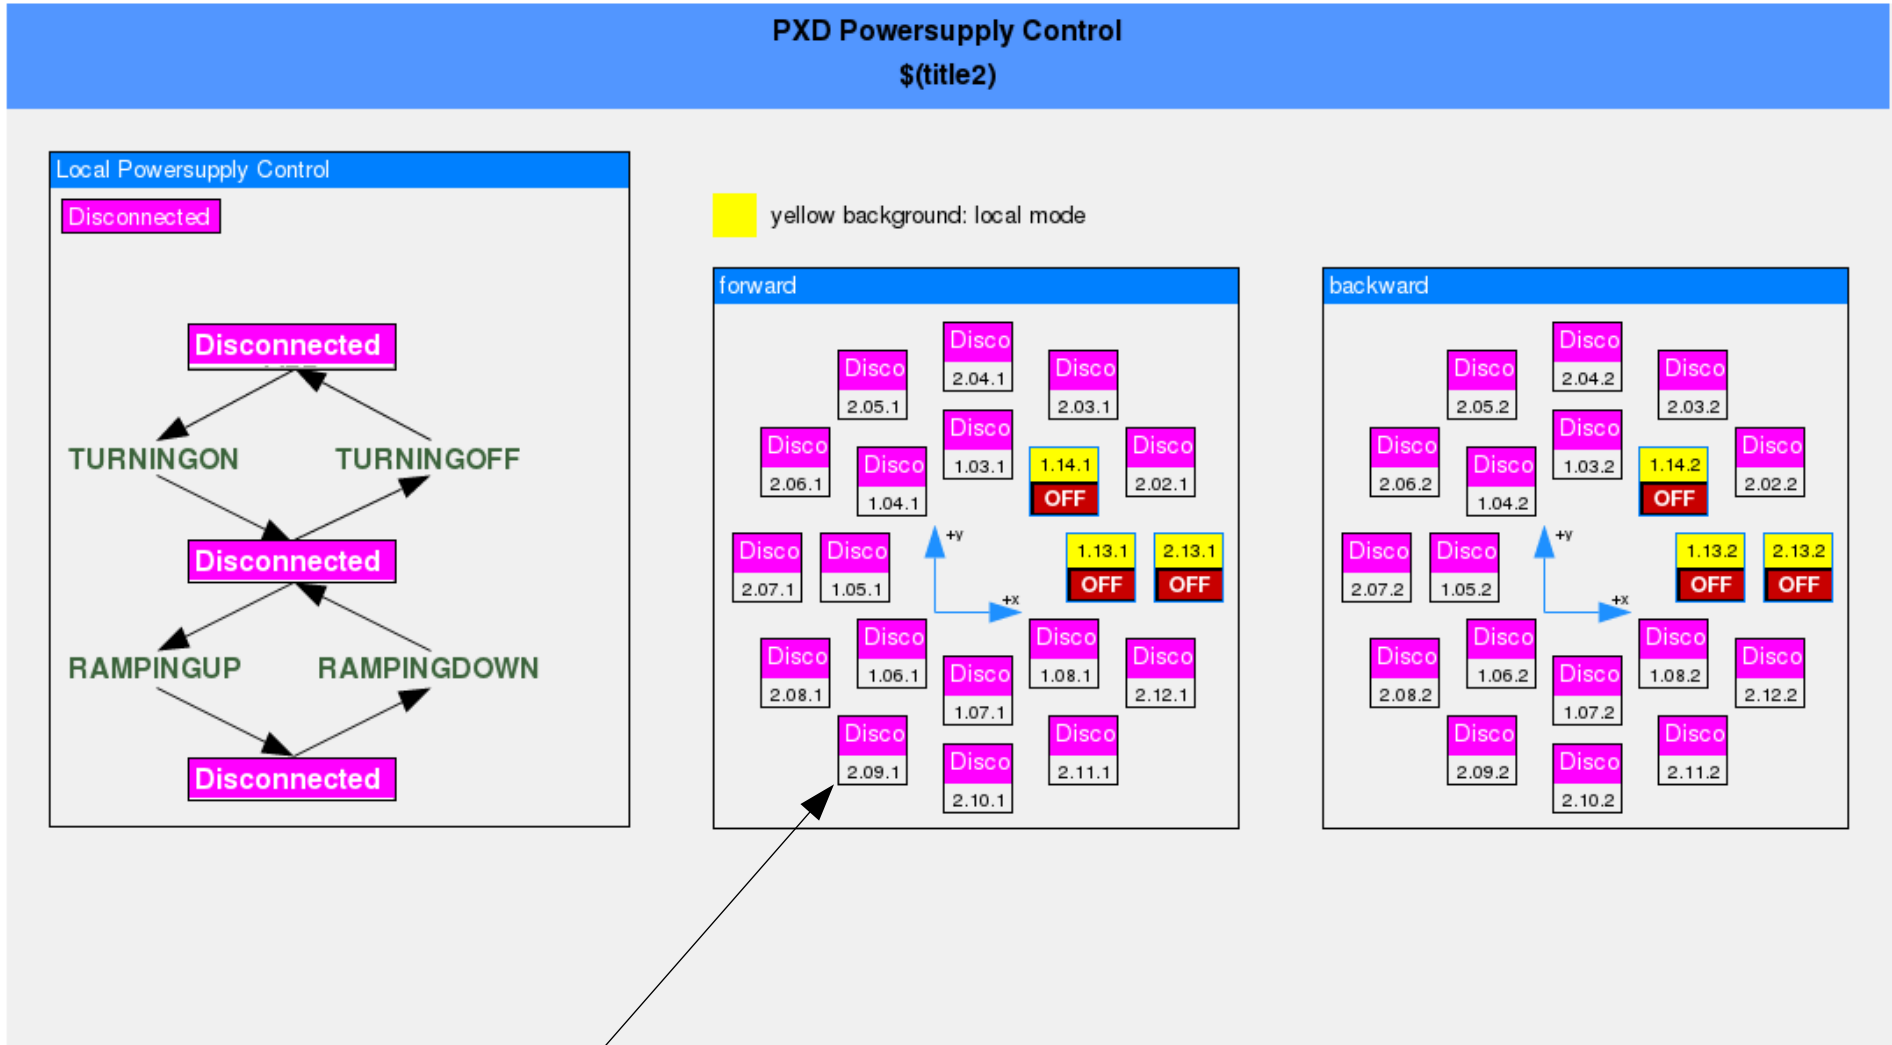 PXD Powersupply Control
$(title2)
Local Powersupply Control
Disconnected
Disconnected
TURNINGON
TURNINGOFF
Disconnected
RAMPINGUP
RAMPINGDOWN
Disconnected
yellow background: local mode
forward
Disco
2.04.1
Disco
2.05.1
Disco
2.03.1
Disco
1.03.1
Disco
2.06.1
Disco
1.04.1
1.14.1
OFF
Disco
2.02.1
+y
Disco
2.07.1
Disco
1.05.1
1.13.1
OFF
2.13.1
OFF
+x
Disco
1.06.1
Disco
1.08.1
Disco
2.08.1
Disco
1.07.1
Disco
2.12.1
Disco
2.09.1
Disco
2.10.1
Disco
2.11.1
backward
Disco
2.04.2
Disco
2.05.2
Disco
2.03.2
Disco
1.03.2
Disco
2.06.2
Disco
1.04.2
1.14.2
OFF
Disco
2.02.2
+y
Disco
2.07.2
Disco
1.05.2
1.13.2
OFF
2.13.2
OFF
+x
Disco
1.06.2
Disco
1.08.2
Disco
2.08.2
Disco
1.07.2
Disco
2.12.2
Disco
2.09.2
Disco
2.10.2
Disco
2.11.2